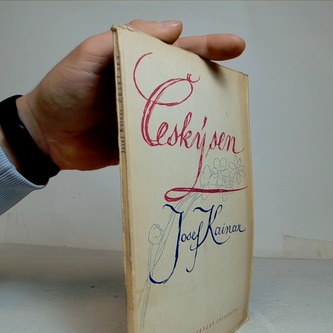 Český sen
Josef Kainar